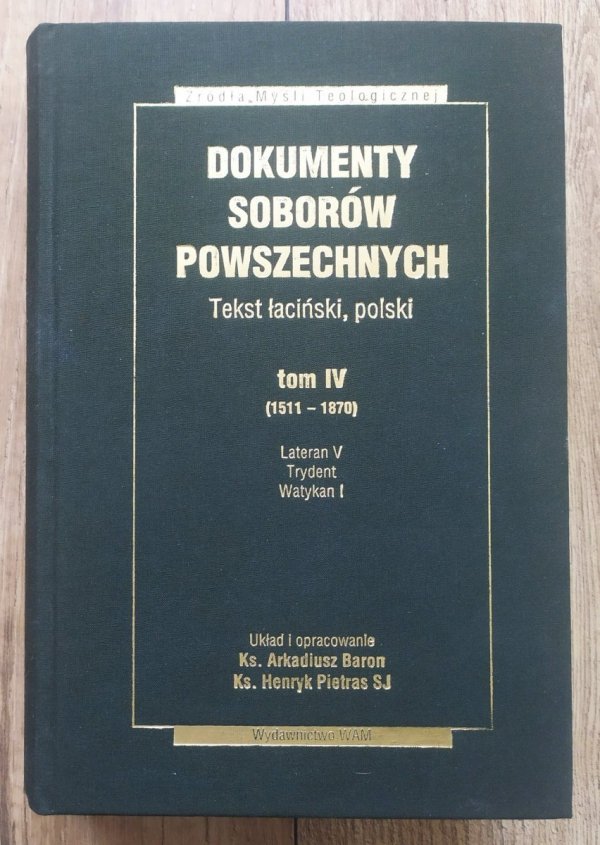 Źródła Myśli Teologicznej
DOKUMENTY
SOBORÓW
POWSZECHNYCH
Tekst łaciński, polski
tom IV
(1511 – 1870)
Lateran V
Trydent
Watykan I
Układ i opracowanie
Ks. Arkadiusz Baron
Ks. Henryk Pietras SJ
Wydawnictwo WAM